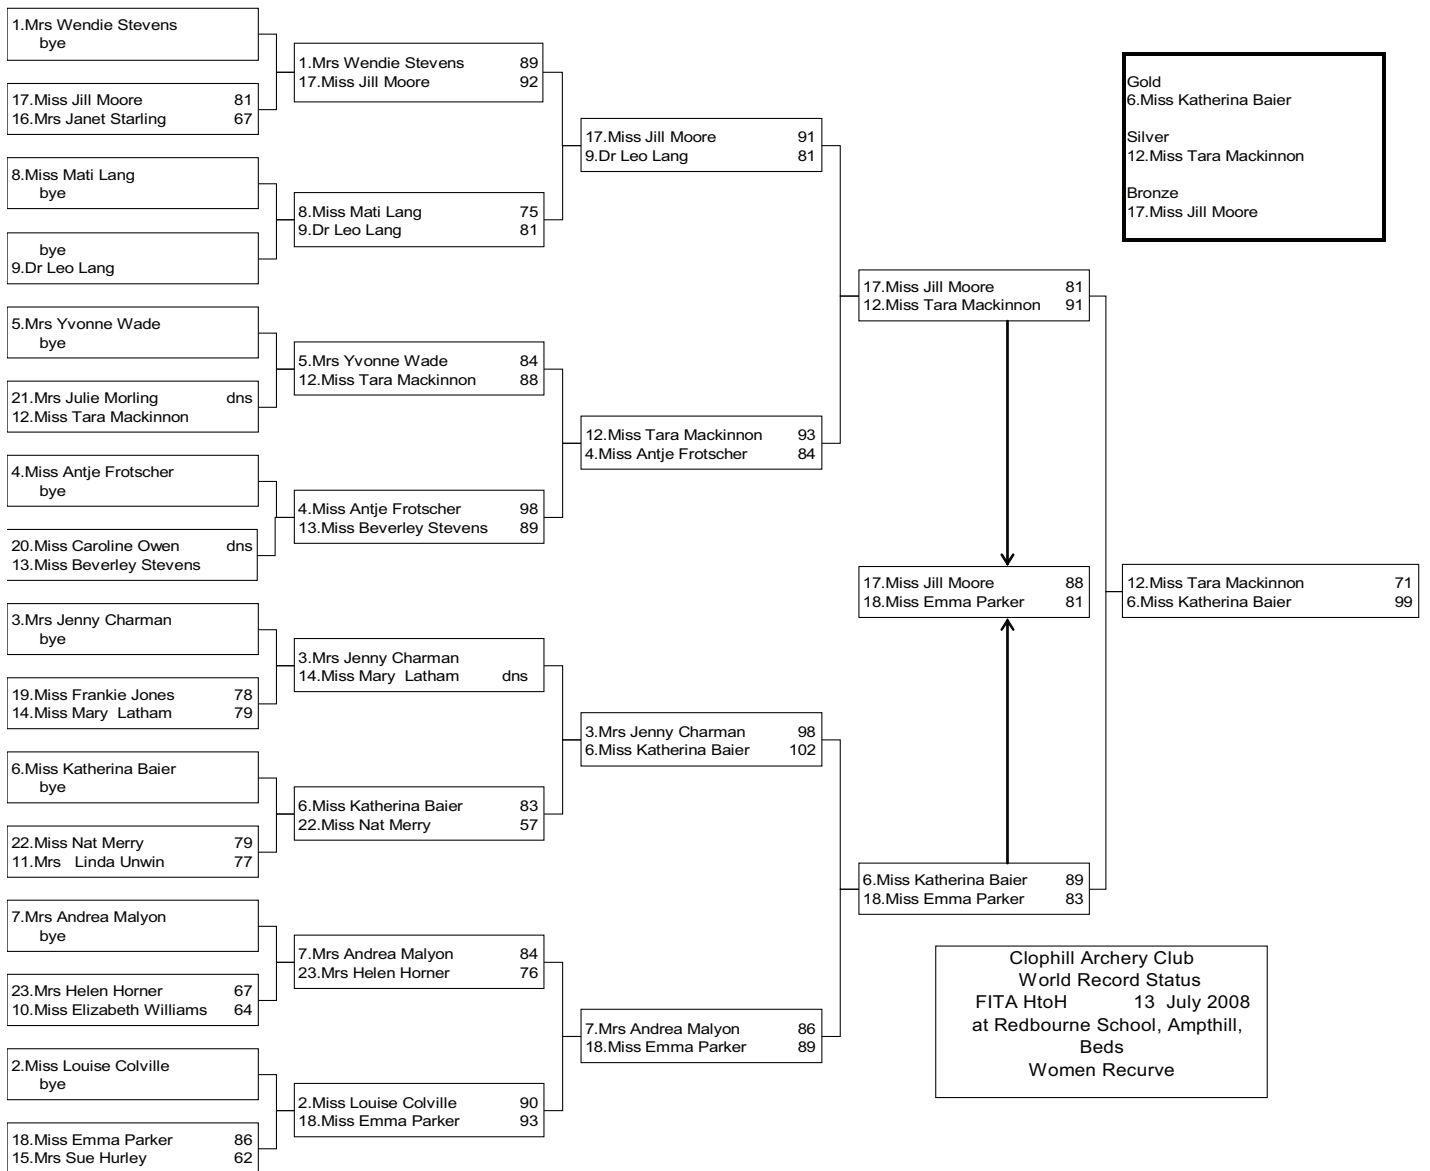 1.Mrs Wendie Stevens
bye
17.Miss Jill Moore 81
16.Mrs Janet Starling 67
8.Miss Mati Lang
bye
bye
9.Dr Leo Lang
5.Mrs Yvonne Wade
bye
21.Mrs Julie Morling dns
12.Miss Tara Mackinnon
4.Miss Antje Frotscher
bye
20.Miss Caroline Owen dns
13.Miss Beverley Stevens
3.Mrs Jenny Charman
bye
19.Miss Frankie Jones 78
14.Miss Mary Latham 79
6.Miss Katherina Baier
bye
22.Miss Nat Merry 79
11.Mrs Linda Unwin 77
7.Mrs Andrea Malyon
bye
23.Mrs Helen Horner 67
10.Miss Elizabeth Williams 64
2.Miss Louise Colville
bye
18.Miss Emma Parker 86
15.Mrs Sue Hurley 62
1.Mrs Wendie Stevens 89
17.Miss Jill Moore 92
8.Miss Mati Lang 75
9.Dr Leo Lang 81
5.Mrs Yvonne Wade 84
12.Miss Tara Mackinnon 88
4.Miss Antje Frotscher 98
13.Miss Beverley Stevens 89
3.Mrs Jenny Charman
14.Miss Mary Latham dns
6.Miss Katherina Baier 83
22.Miss Nat Merry 57
7.Mrs Andrea Malyon 84
23.Mrs Helen Horner 76
2.Miss Louise Colville 90
18.Miss Emma Parker 93
17.Miss Jill Moore 91
9.Dr Leo Lang 81
12.Miss Tara Mackinnon 93
4.Miss Antje Frotscher 84
3.Mrs Jenny Charman 98
6.Miss Katherina Baier 102
7.Mrs Andrea Malyon 86
18.Miss Emma Parker 89
17.Miss Jill Moore 81
12.Miss Tara Mackinnon 91
17.Miss Jill Moore 88
18.Miss Emma Parker 81
6.Miss Katherina Baier 89
18.Miss Emma Parker 83
12.Miss Tara Mackinnon 71
6.Miss Katherina Baier 99
Gold
6.Miss Katherina Baier
Silver
12.Miss Tara Mackinnon
Bronze
17.Miss Jill Moore
Clophill Archery Club
World Record Status
FITA HtoH 13 July 2008
at Redbourne School, Ampthill,
Beds
Women Recurve